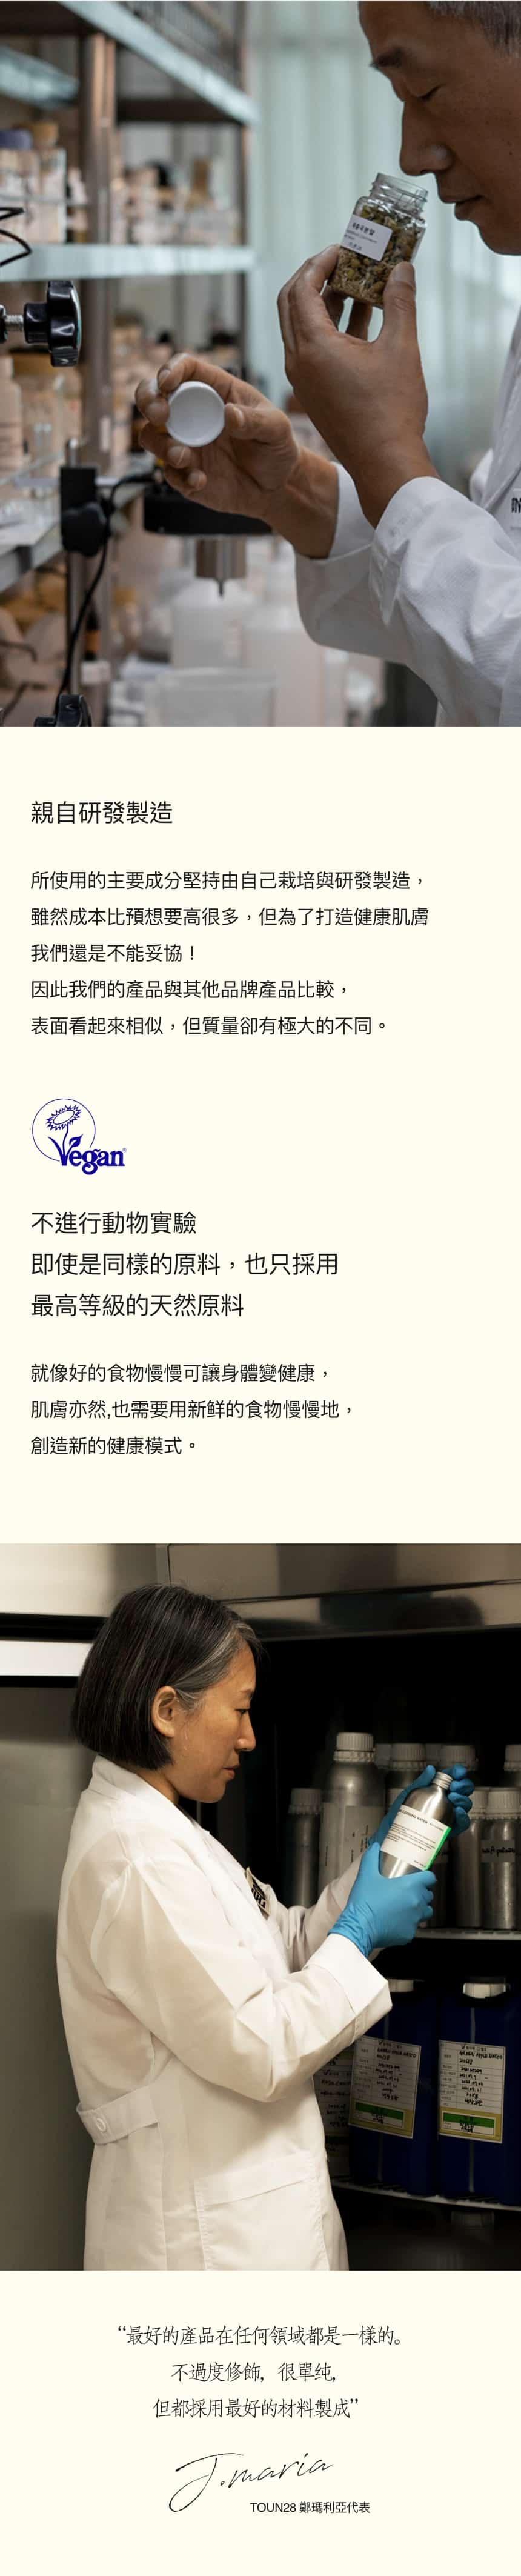 親自研發製造
所使用的主要成分堅持由自己栽培與研發製造，
雖然成本比預想要高很多，但為了打造健康肌膚
我們還是不能妥協！
因此我們的產品與其他品牌產品比較，
表面看起來相似，但質量卻有極大的不同。
Vegan
不進行動物實驗
即使是同樣的原料，也只採用
最高等級的天然原料
就像好的食物慢慢可讓身體變健康，
肌膚亦然,也需要用新鮮的食物慢慢地，
創造新的健康模式。
“最好的產品在任何領域都是一樣的。
不過度修飾，很單純，
但都採用最好的材料製成”
J.maria
TOUN28 鄭瑪利亞代表